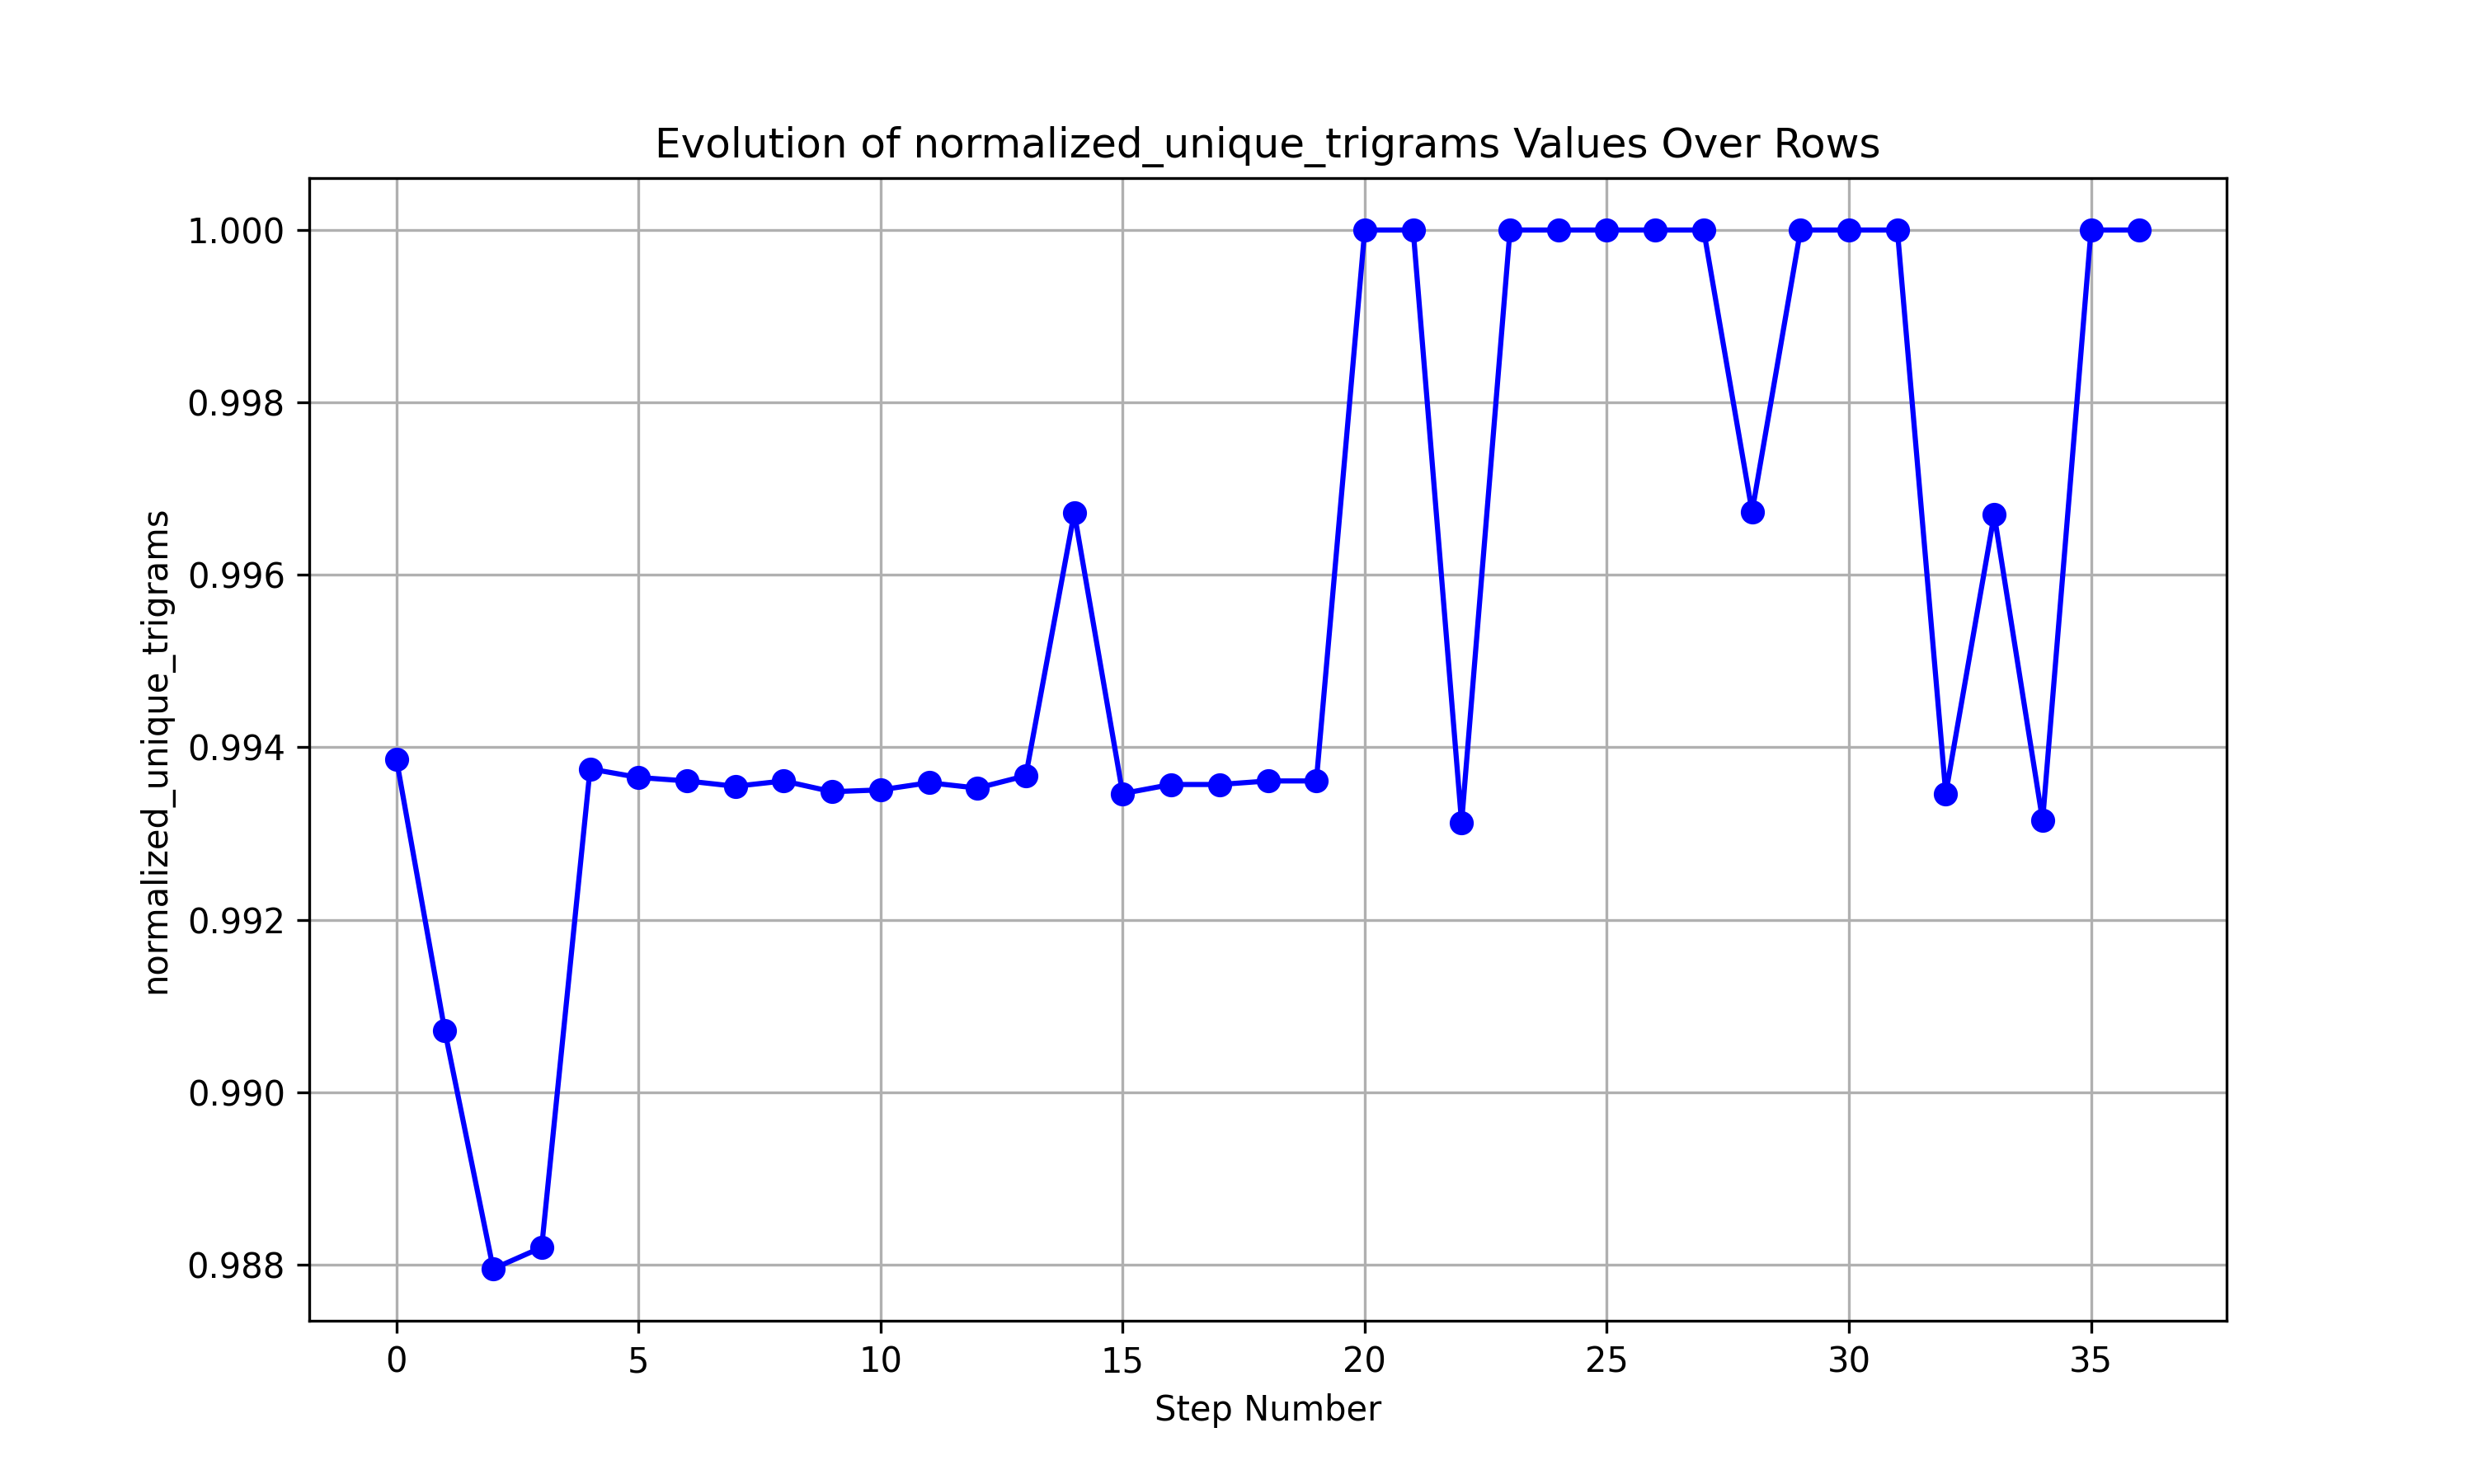 Evolution of normalized_unique_trigrams Values Over Rows
normalized_unique_trigrams
1.000
0.998
0.996
0.994
0.992
0.990
0.988
0 5 10 15 20 25 30 35
Step Number